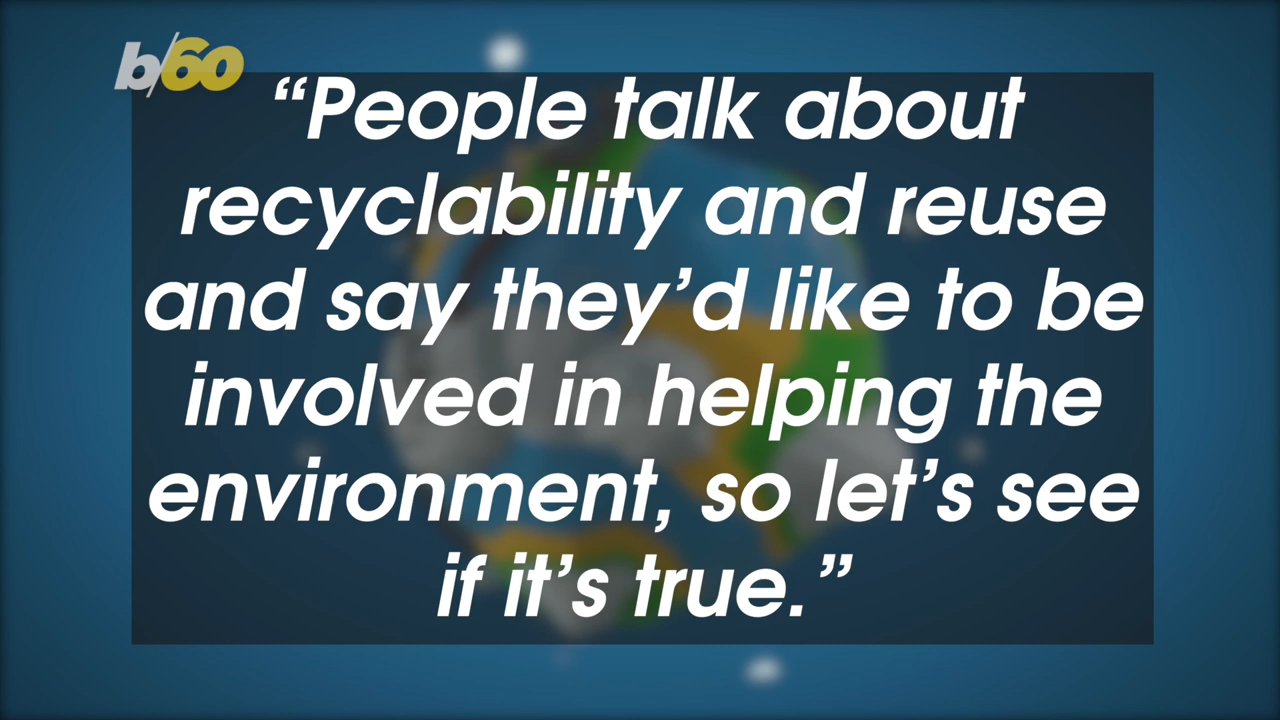 b/60
“People talk about
recyclability and reuse
and say they’d like to be
involved in helping the
environment, so let’s see
if it’s true.”